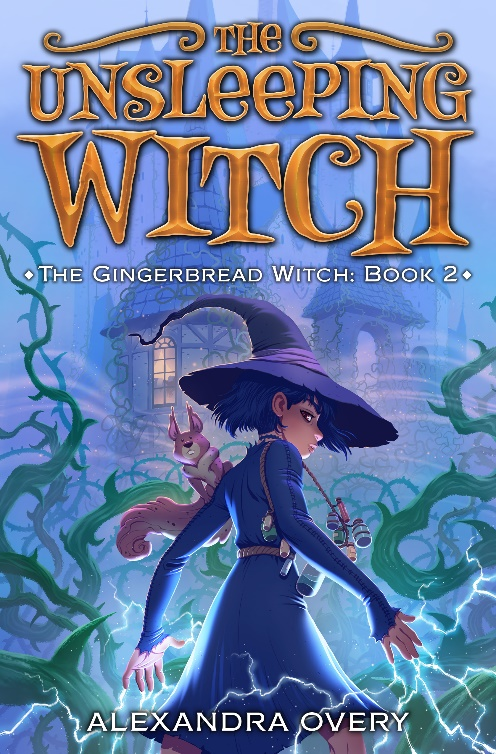 THE
UNSLEEPING
WITCH
◆THE GINGERBREAD WITCH: BOOK 2◆
ALEXANDRA OVERY